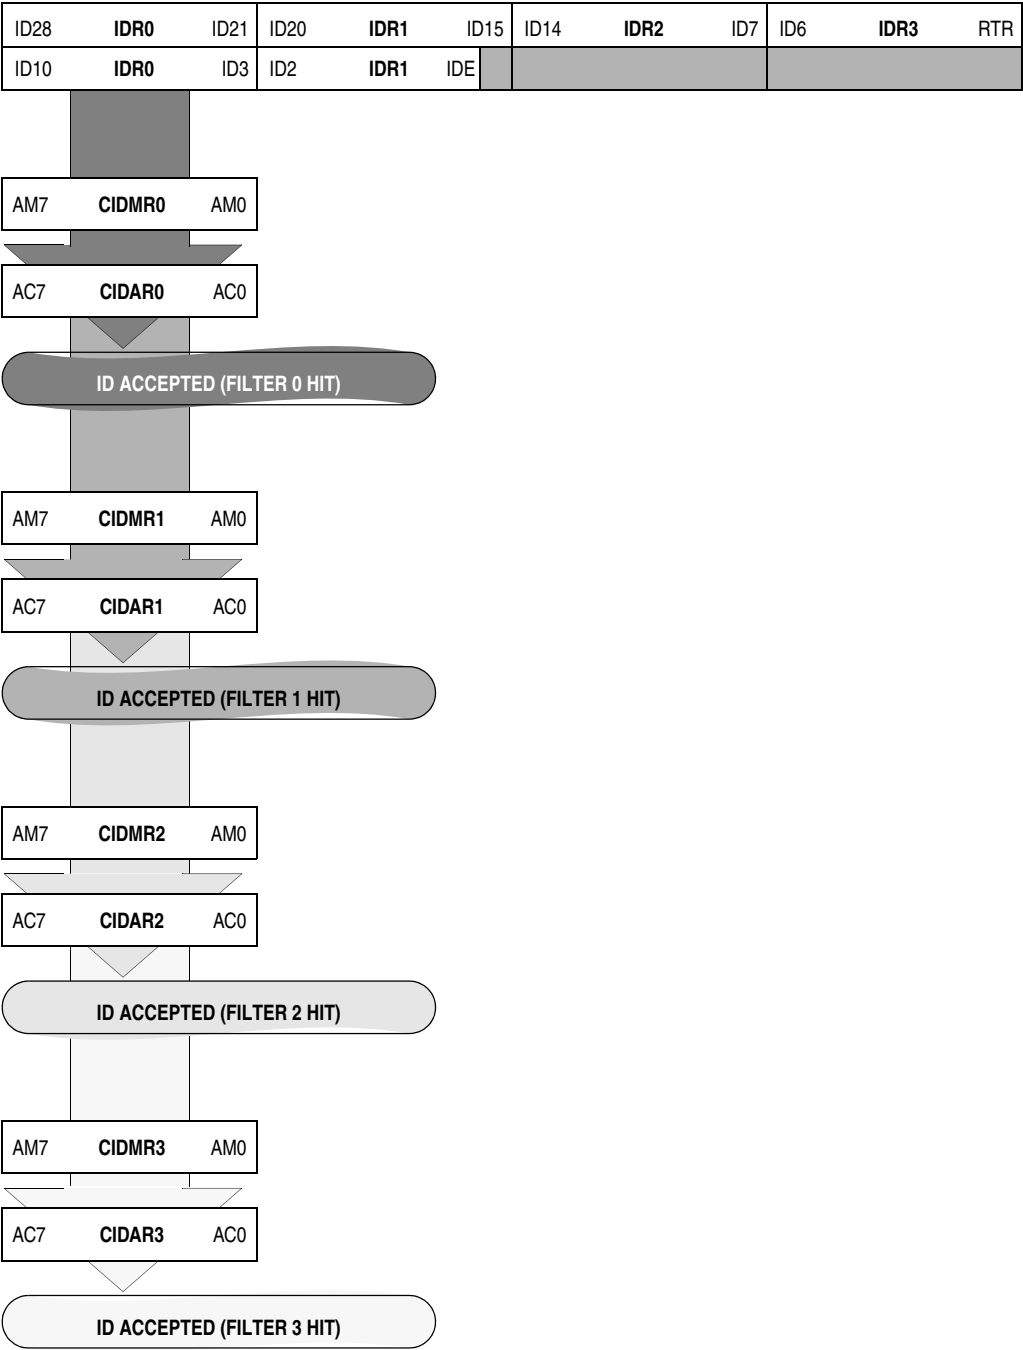 ID28 IDR0 ID21 ID20 IDR1 ID15 ID14 IDR2 ID7 ID6 IDR3 RTR
ID10 IDR0 ID3 ID2 IDR1 IDE
AM7 CIDMR0 AM0
AC7 CIDAR0 AC0
ID ACCEPTED (FILTER 0 HIT)
AM7 CIDMR1 AM0
AC7 CIDAR1 AC0
ID ACCEPTED (FILTER 1 HIT)
AM7 CIDMR2 AM0
AC7 CIDAR2 AC0
ID ACCEPTED (FILTER 2 HIT)
AM7 CIDMR3 AM0
AC7 CIDAR3 AC0
ID ACCEPTED (FILTER 3 HIT)